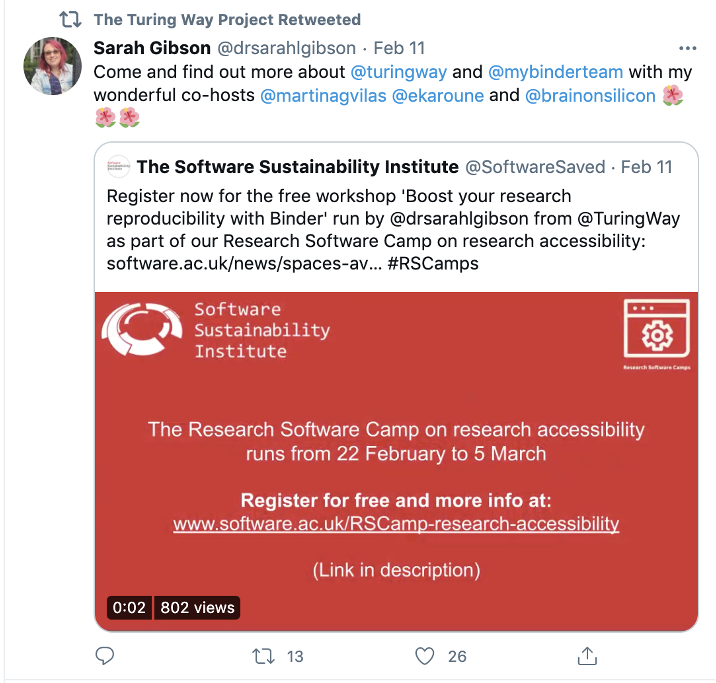 The Turing Way Project Retweeted
Sarah Gibson @drsarahlgibson · Feb 11
Come and find out more about @turingway and @mybinderteam with my
wonderful co-hosts @martinagvilas @ekaroune and @brainonsilicon 🌺
🌺🌺
The Software Sustainability Institute @SoftwareSaved · Feb 11
Register now for the free workshop 'Boost your research
reproducibility with Binder' run by @drsarahlgibson from @TuringWay
as part of our Research Software Camp on research accessibility:
software.ac.uk/news/spaces-av... #RSCamps
Software
Sustainability
Institute
Research Software Camps
The Research Software Camp on research accessibility
runs from 22 February to 5 March
Register for free and more info at:
www.software.ac.uk/RSCamp-research-accessibility
(Link in description)
0:02 802 views
13 26